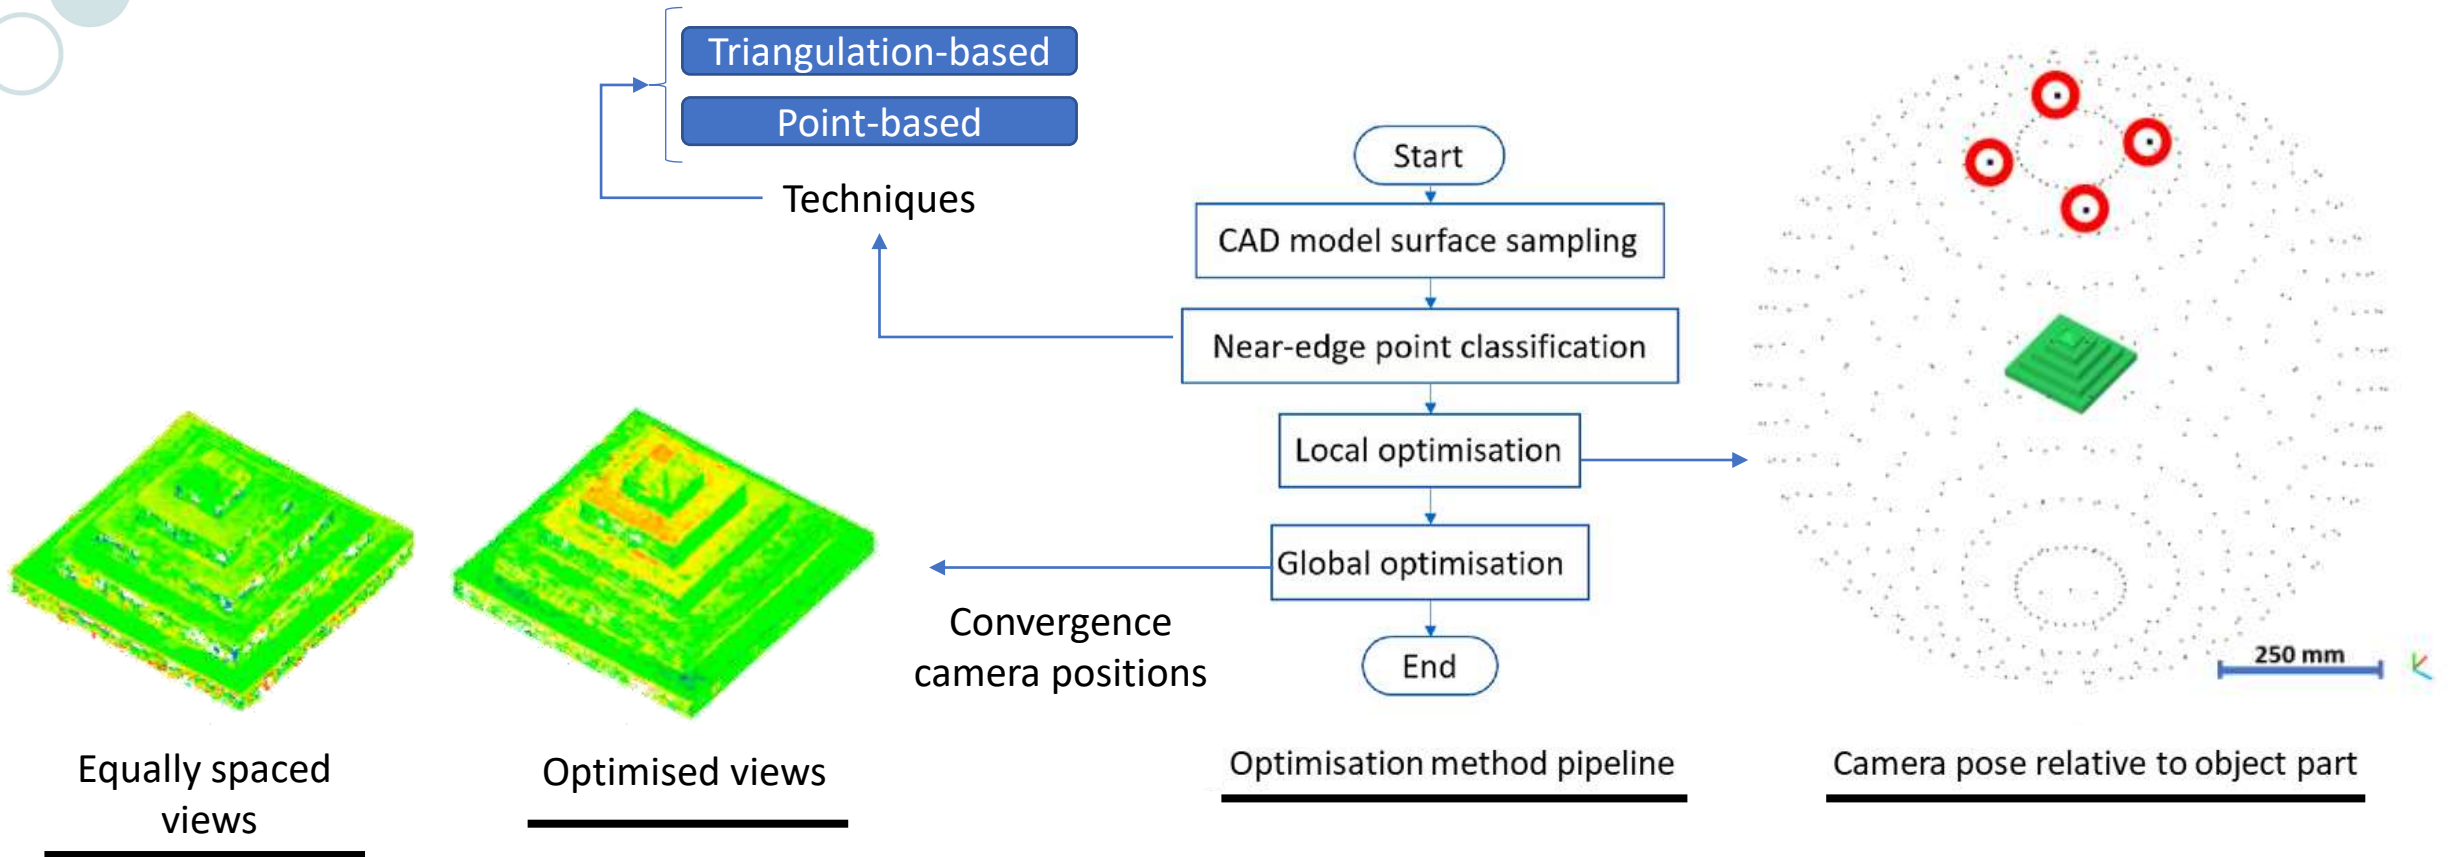 Triangulation-based
Point-based
Techniques
Start
CAD model surface sampling
Near-edge point classification
Local optimisation
Global optimisation
End
Convergence
camera positions
250 mm
Equally spaced
views
Optimised views
Optimisation method pipeline
Camera pose relative to object part